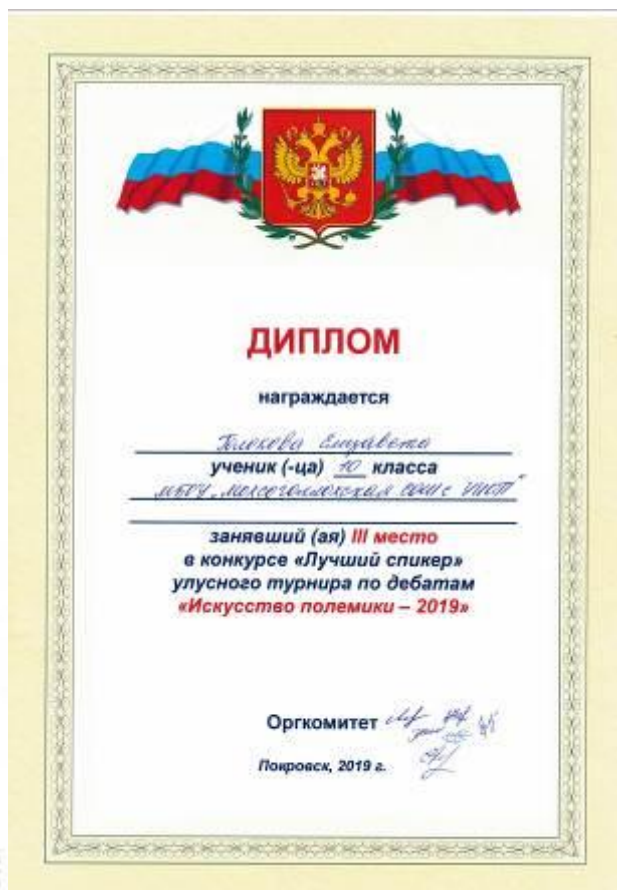 ДИПЛОМ
награждается
Елизавета
ученик (-ца) 10 класса
МБОУ
занявший (ая) III место
в конкурсе «Лучший спикер»
улусного турнира по дебатам
«Искусство полемики – 2019»
Оргкомитет
Покровск, 2019 г.